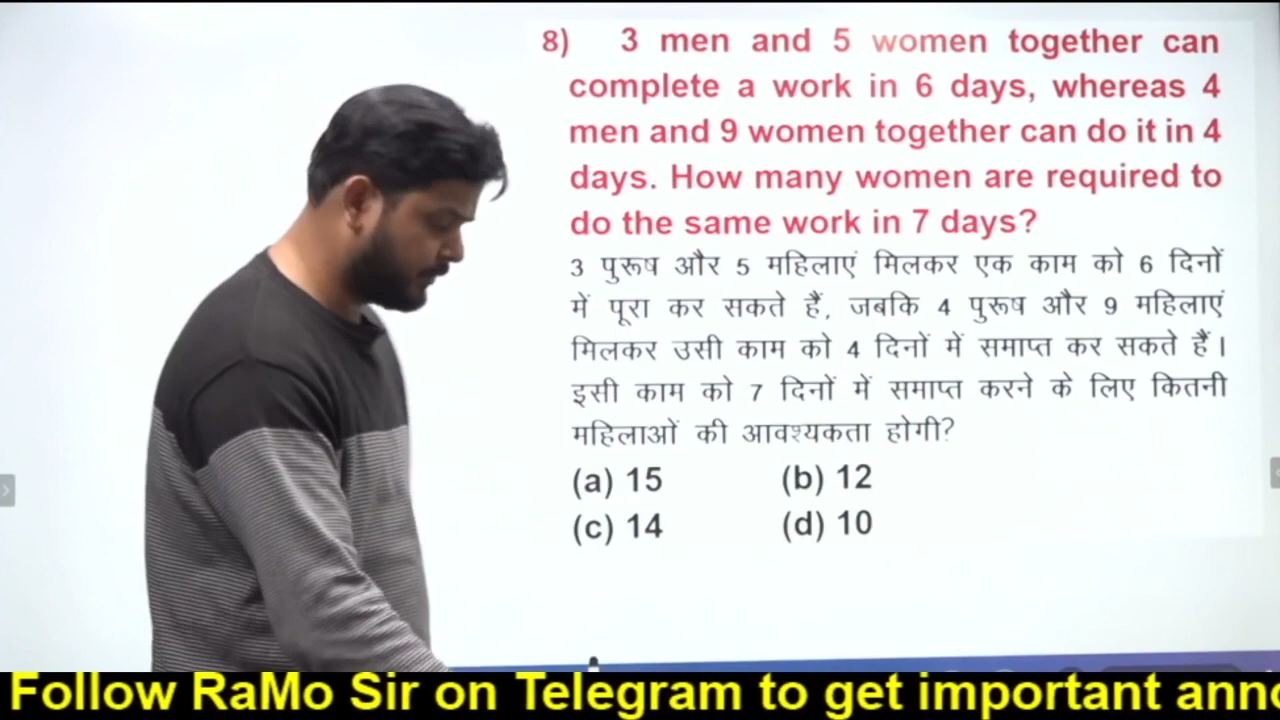 8) 3 men and 5 women together can
complete a work in 6 days, whereas 4
men and 9 women together can do it in 4
days. How many women are required to
do the same work in 7 days?
3 पुरूष और 5 महिलाएं मिलकर एक काम को 6 दिनों
में पूरा कर सकते हैं, जबकि 4 पुरूष और 9 महिलाएं
मिलकर उसी काम को 4 दिनों में समाप्त कर सकते हैं।
इसी काम को 7 दिनों में समाप्त करने के लिए कितनी
महिलाओं की आवश्यकता होगी?
(a) 15 (b) 12
(c) 14 (d) 10
Follow RaMo Sir on Telegram to get important anno